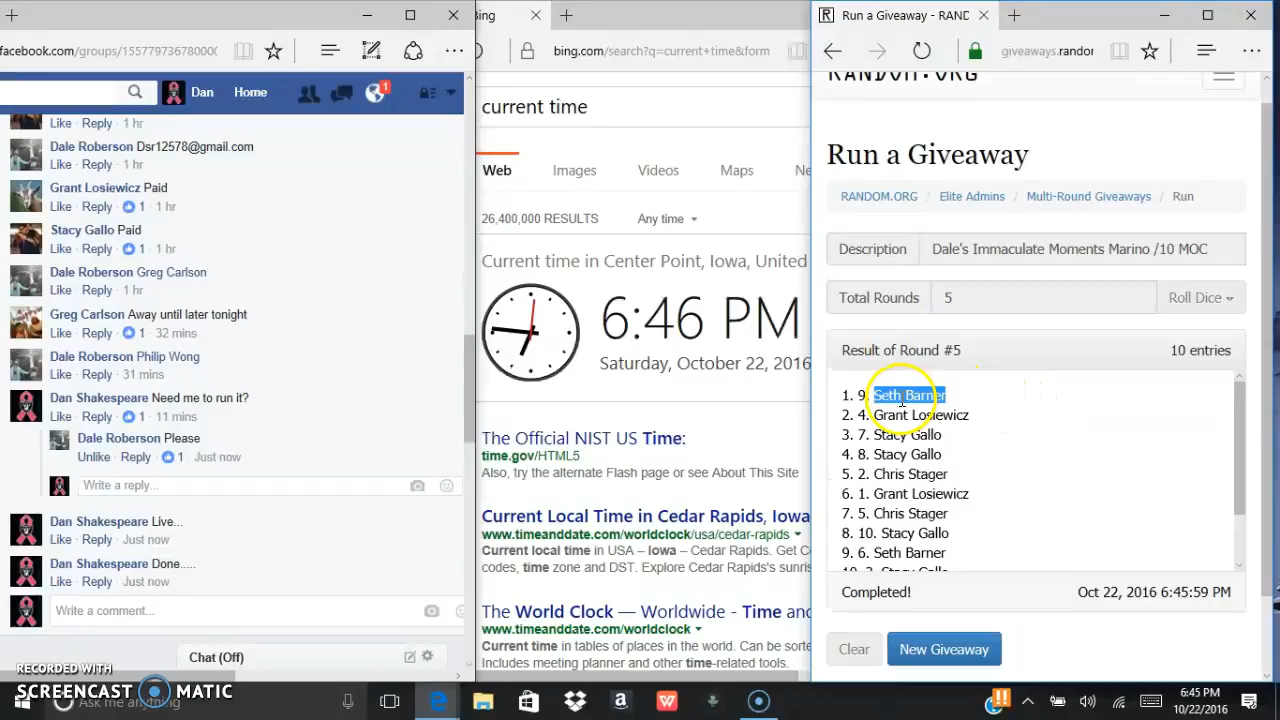 facebook.com/groups/15577973678000
Dan Home
1
Like · Reply · 1 hr
Dale Roberson Dsr12578@gmail.com
Like · Reply · 1 hr
Grant Losiewicz Paid
Like · Reply · 1 · 1 hr
Stacy Gallo Paid
Like · Reply · 1 · 1 hr
Dale Roberson Greg Carlson
Like · Reply · 1 hr
Greg Carlson Away until later tonight
Like · Reply · 1 · 32 mins
Dale Roberson Philip Wong
Like · Reply · 31 mins
Dan Shakespeare Need me to run it?
Like · Reply · 1 · 11 mins
Dale Roberson Please
Unlike · Reply · 1 · Just now
Write a reply...
Dan Shakespeare Live...
Like · Reply · Just now
Dan Shakespeare Done.....
Like · Reply · Just now
Write a comment...
Chat (Off)
RECORDED WITH
SCREENCAST MATIC
Ask me anything
Bing
bing.com/search?q=current+time&form
current time
Web Images Videos Maps Ne
26,400,000 RESULTS Any time
Current time in Center Point, Iowa, United
6:46 PM
Saturday, October 22, 2016
The Official NIST US Time:
time.gov/HTML5
Also, try the alternate Flash page or see About This Site
Current Local Time in Cedar Rapids, Iowa
www.timeanddate.com/worldclock/usa/cedar-rapids
Current local time in USA – Iowa – Cedar Rapids. Get C
codes, time zone and DST. Explore Cedar Rapids's sunris
The World Clock — Worldwide - Time and
www.timeanddate.com/worldclock
Current time in tables of places in the world. Can be sorte
Includes meeting planner and other time-related tools.
R Run a Giveaway - RAND
giveaways.randor
RANDOM.ORG
Run a Giveaway
RANDOM.ORG / Elite Admins / Multi-Round Giveaways / Run
Description Dale's Immaculate Moments Marino /10 MOC
Total Rounds 5 Roll Dice
Result of Round #5 10 entries
1. 9. Seth Barner
2. 4. Grant Losiewicz
3. 7. Stacy Gallo
4. 8. Stacy Gallo
5. 2. Chris Stager
6. 1. Grant Losiewicz
7. 5. Chris Stager
8. 10. Stacy Gallo
9. 6. Seth Barner
10. 3. Stacy Gallo
Completed! Oct 22, 2016 6:45:59 PM
Clear New Giveaway
6:45 PM
10/22/2016